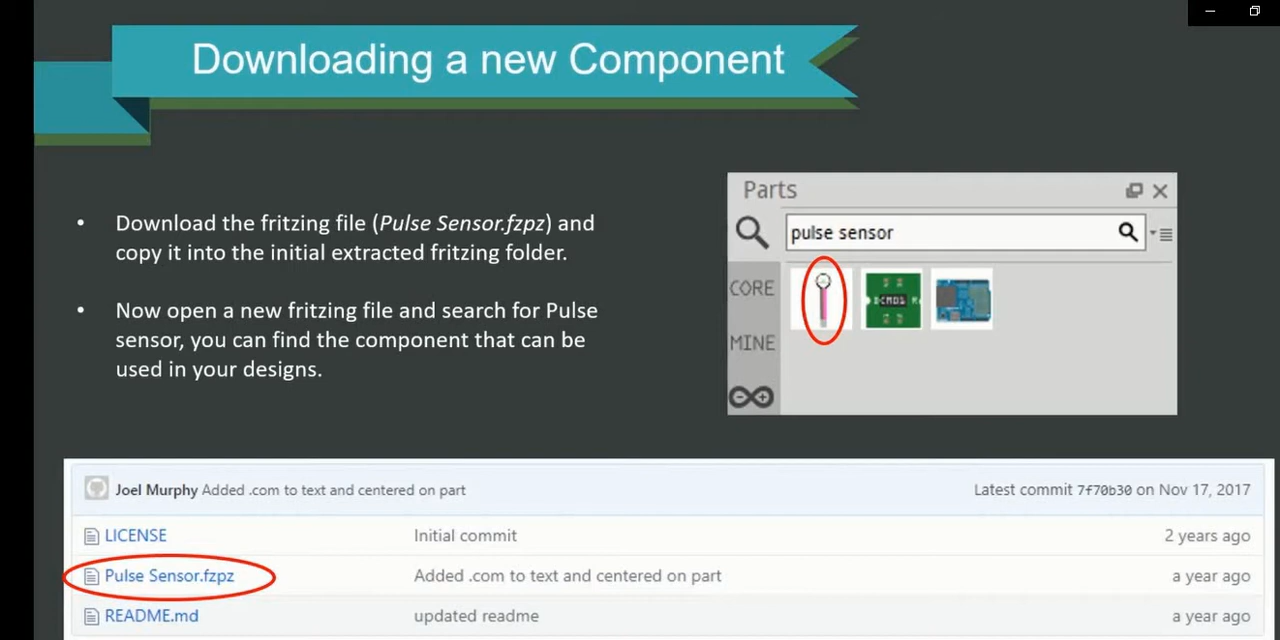 Downloading a new Component
• Download the fritzing file (Pulse Sensor.fzpz) and
copy it into the initial extracted fritzing folder.
• Now open a new fritzing file and search for Pulse
sensor, you can find the component that can be
used in your designs.
Parts
pulse sensor
CORE
MINE
Joel Murphy Added .com to text and centered on part Latest commit 7f70b30 on Nov 17, 2017
LICENSE Initial commit 2 years ago
Pulse Sensor.fzpz Added .com to text and centered on part a year ago
README.md updated readme a year ago